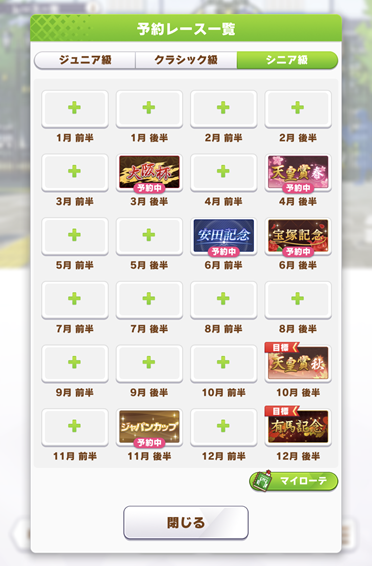 予約レース一覧
ジュニア級 クラシック級 シニア級
1月 前半 1月 後半 2月 前半 2月 後半
大阪杯 天皇賞春
予約中 予約中
3月 前半 3月 後半 4月 前半 4月 後半
安田記念 宝塚記念
予約中 予約中
5月 前半 5月 後半 6月 前半 6月 後半
7月 前半 7月 後半 8月 前半 8月 後半
目標
天皇賞秋
9月 前半 9月 後半 10月 前半 10月 後半
目標
ジャパンカップ 有馬記念
予約中
11月 前半 11月 後半 12月 前半 12月 後半
マイローテ
閉じる